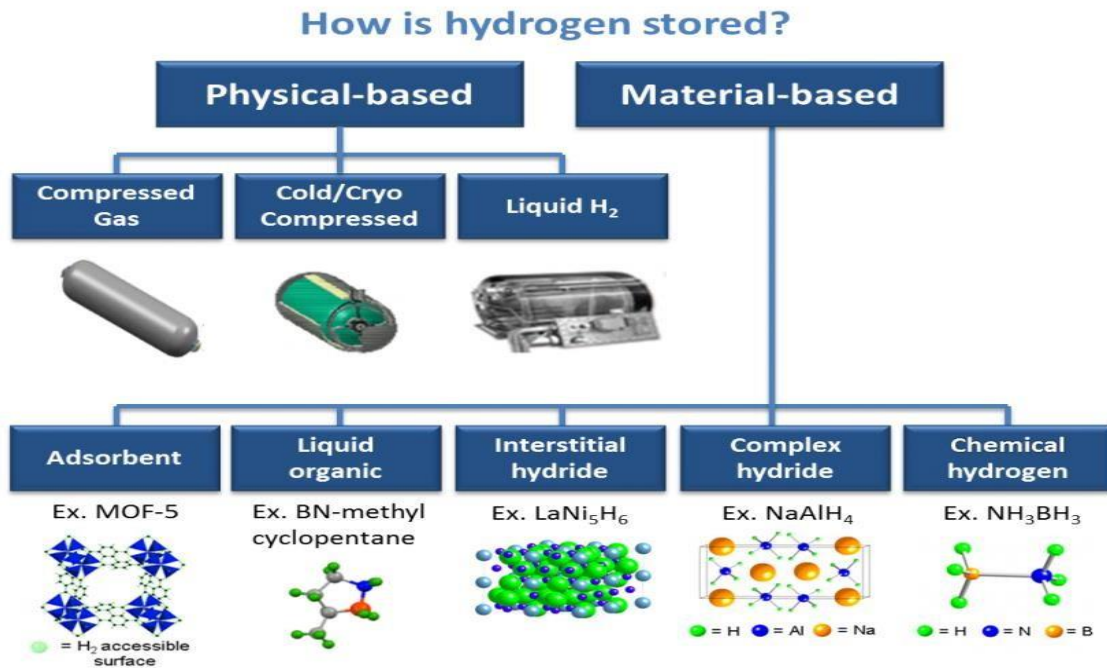 How is hydrogen stored?
Physical-based
Material-based
Compressed
Gas
Cold/Cryo
Compressed
Liquid H₂
Adsorbent
Liquid
organic
Interstitial
hydride
Complex
hydride
Chemical
hydrogen
Ex. MOF-5
Ex. BN-methyl
cyclopentane
Ex. LaNi₅H₆
Ex. NaAlH₄
Ex. NH₃BH₃
= H₂ accessible
surface
= H = Al = Na
= H = N = B